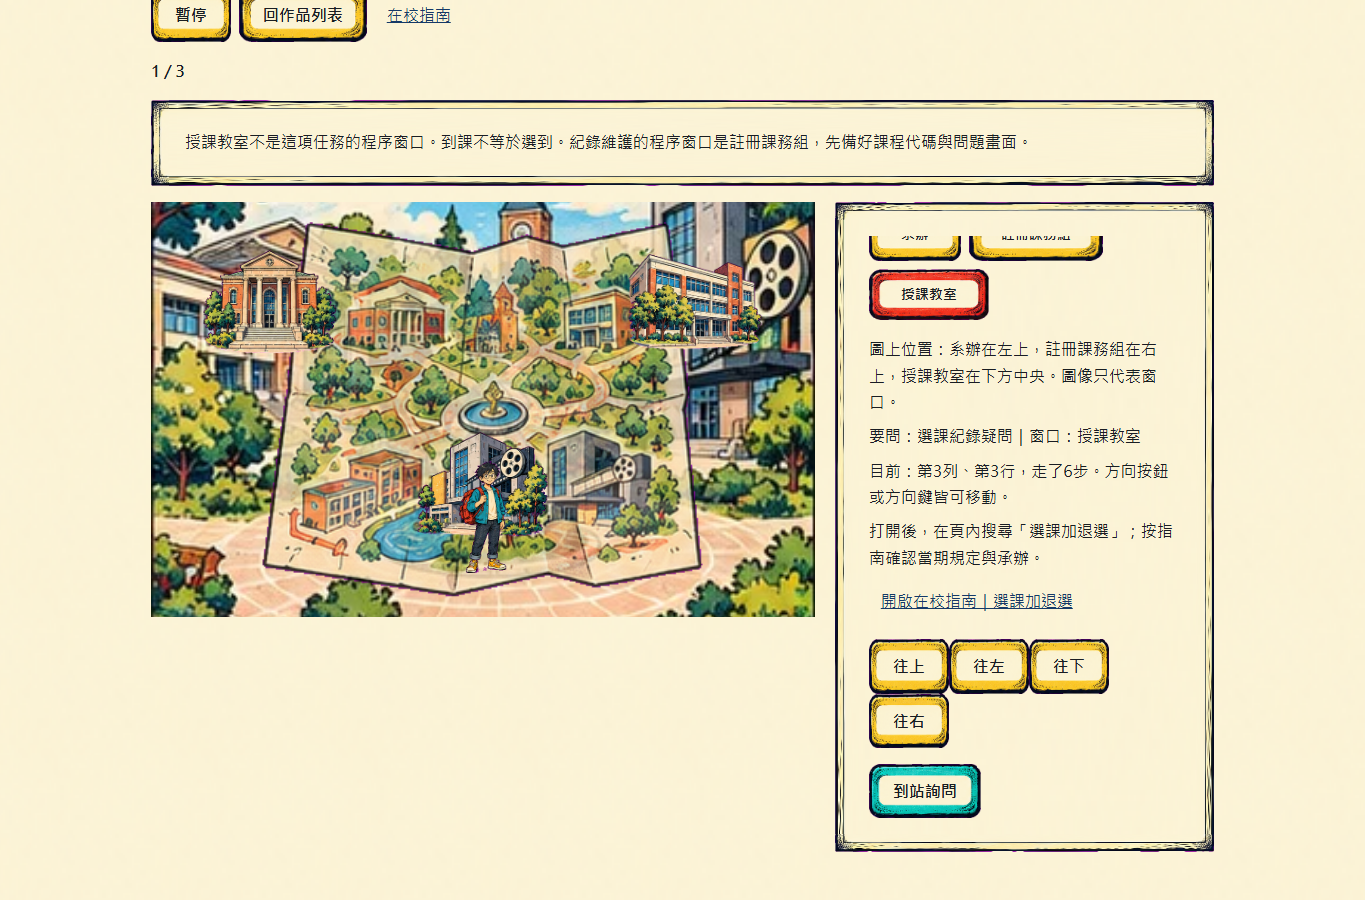 暫停
回作品列表
在校指南
1 / 3
授課教室不是這項任務的程序窗口。到課不等於選到。紀錄維護的程序窗口是註冊課務組，先備好課程代碼與問題畫面。
系辦
註冊課務組
授課教室
圖上位置：系辦在左上，註冊課務組在右
上，授課教室在下方中央。圖像只代表窗
口。
要問：選課紀錄疑問｜窗口：授課教室
目前：第3列、第3行，走了6步。方向按鈕
或方向鍵皆可移動。
打開後，在頁內搜尋「選課加退選」；按指
南確認當期規定與承辦。
開啟在校指南｜選課加退選
往上
往左
往下
往右
到站詢問